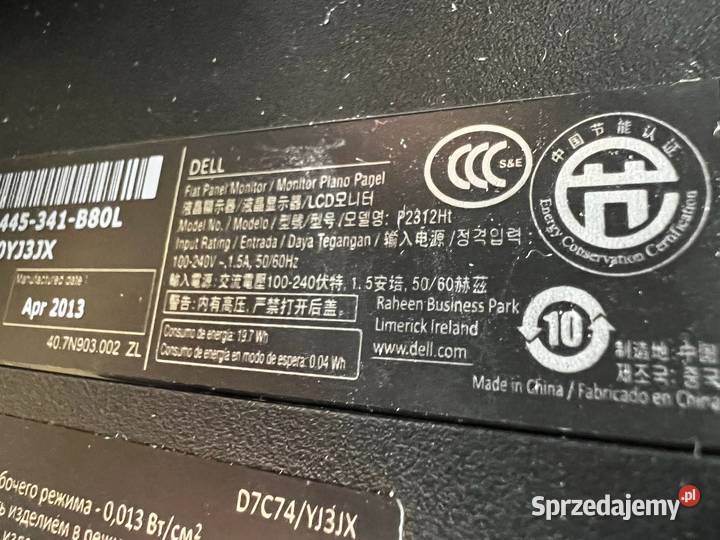 445-341-B80L
0YJ3JX
Manufactured date
Apr 2013
40.7N903.002 ZL
DELL
Flat Panel Monitor / Monitor Plano Panel
液晶顯示器/液晶显示器/LCD모니터
Model No. / Modelo / 型號/型号/모델명: P2312Ht
Input Rating / Entrada / Daya Tegangan / 输入电源 /정격입력 :
100-240V ~ 1.5A, 50/60Hz
輸入電源: 交流電壓100-240伏特, 1.5安培, 50/60赫茲
警告: 内有高压, 严禁打开后盖。
Consumo de energía: 19.7 Wh
Consumo de energía en modo de espera: 0.04 Wh
Raheen Business Park
Limerick Ireland
www.dell.com
CCC S&E
中国节能认证
Energy Conservation Certification
10
制造地: 中国
제조국: 중국
Made in China / Fabricado en China
бочего режима - 0,013 Вт/см²
ть изделием в режиме
D7C74/YJ3JX
Sprzedajemy.pl